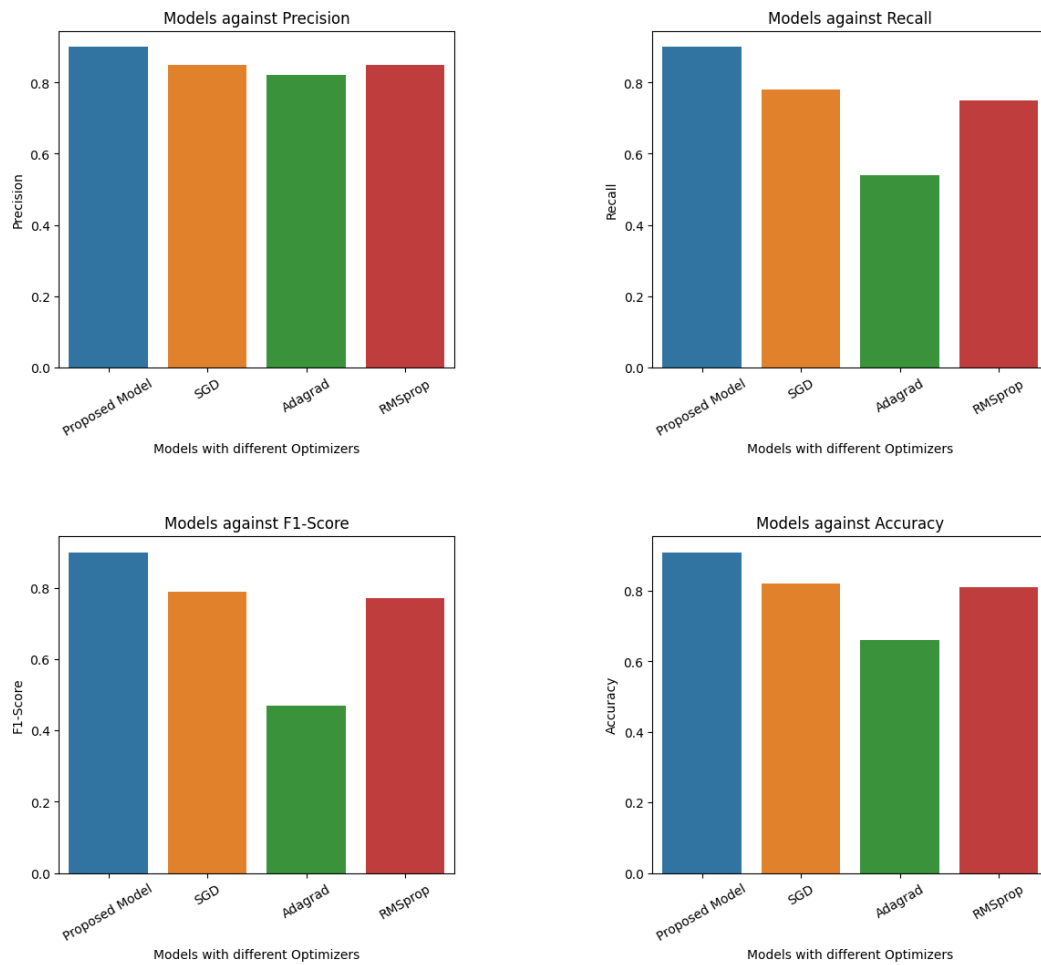 Models against Precision
Precision
0.8
0.6
0.4
0.2
0.0
Proposed Model
SGD
Adagrad
RMSprop
Models with different Optimizers
Models against Recall
Recall
0.8
0.6
0.4
0.2
0.0
Proposed Model
SGD
Adagrad
RMSprop
Models with different Optimizers
Models against F1-Score
F1-Score
0.8
0.6
0.4
0.2
0.0
Proposed Model
SGD
Adagrad
RMSprop
Models with different Optimizers
Models against Accuracy
Accuracy
0.8
0.6
0.4
0.2
0.0
Proposed Model
SGD
Adagrad
RMSprop
Models with different Optimizers